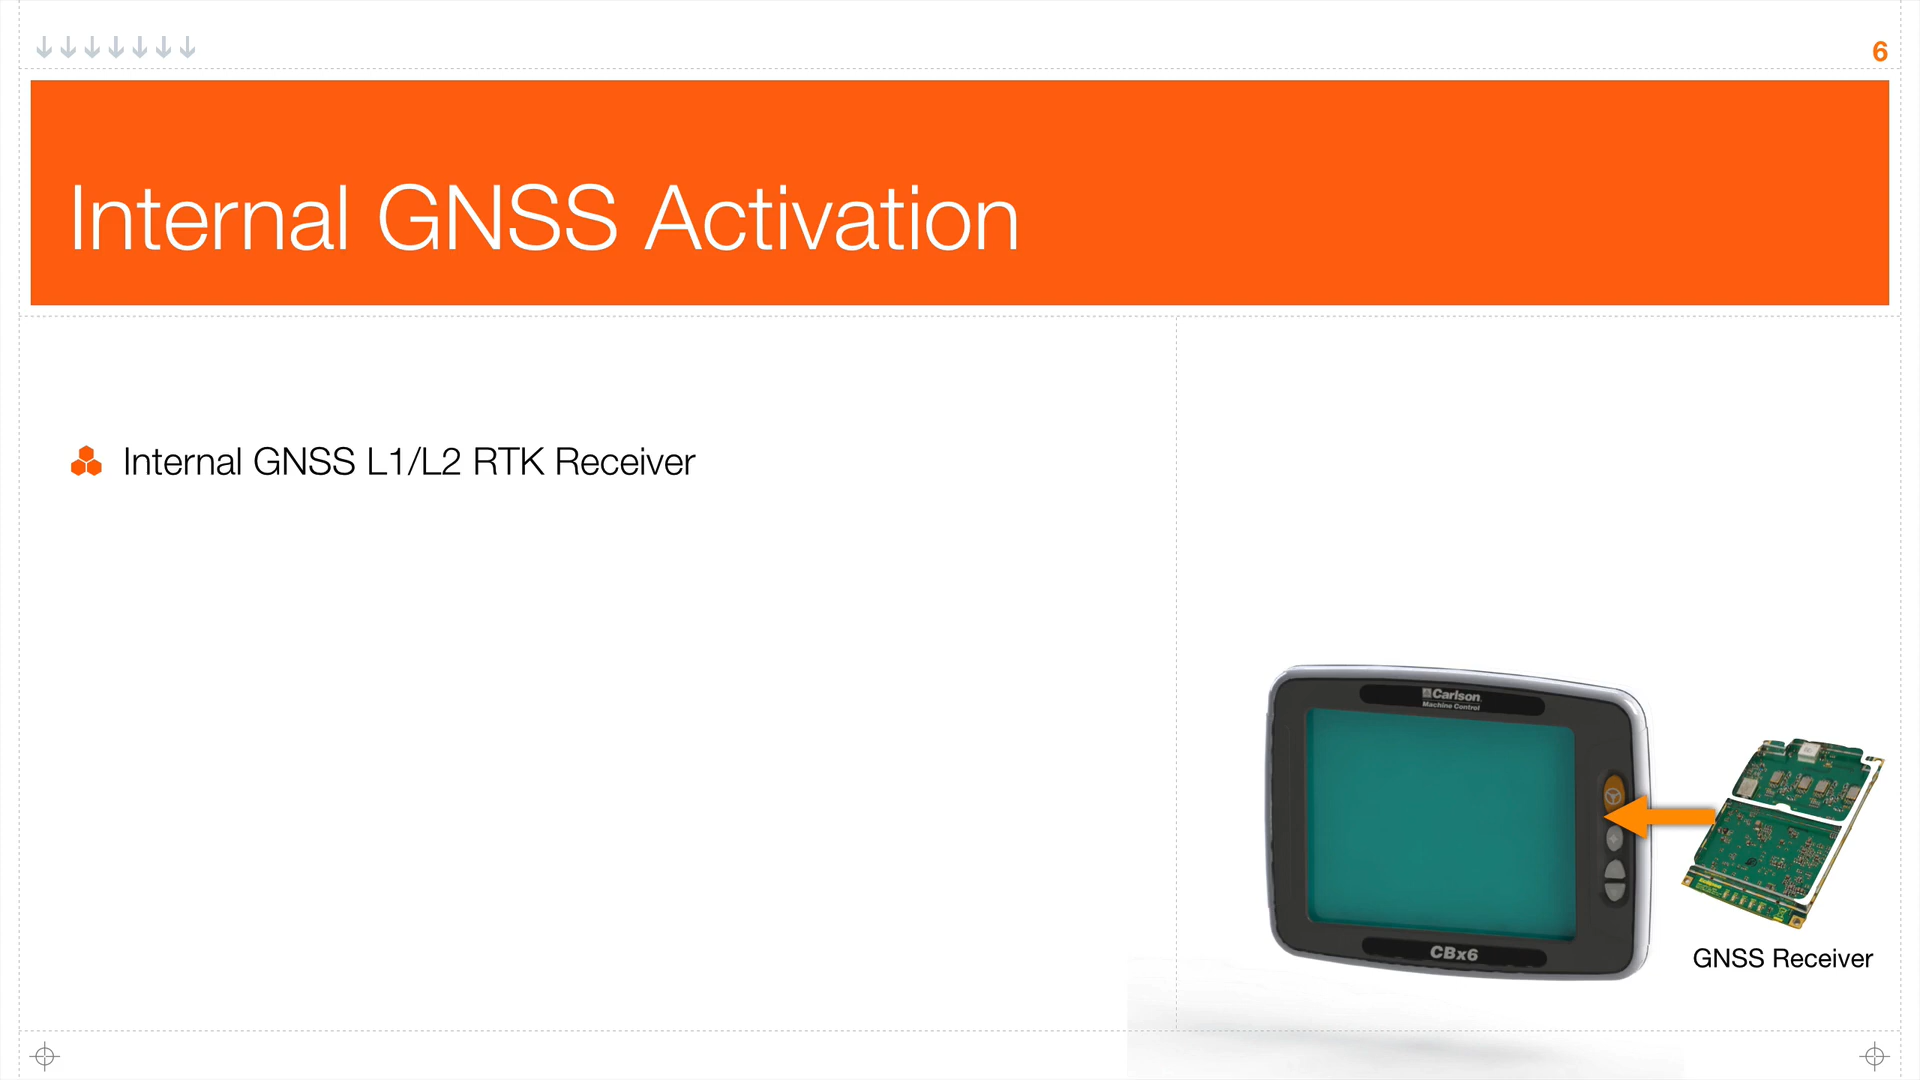 6
Internal GNSS Activation
Internal GNSS L1/L2 RTK Receiver
Carlson
Machine Control
CBx6
GNSS Receiver